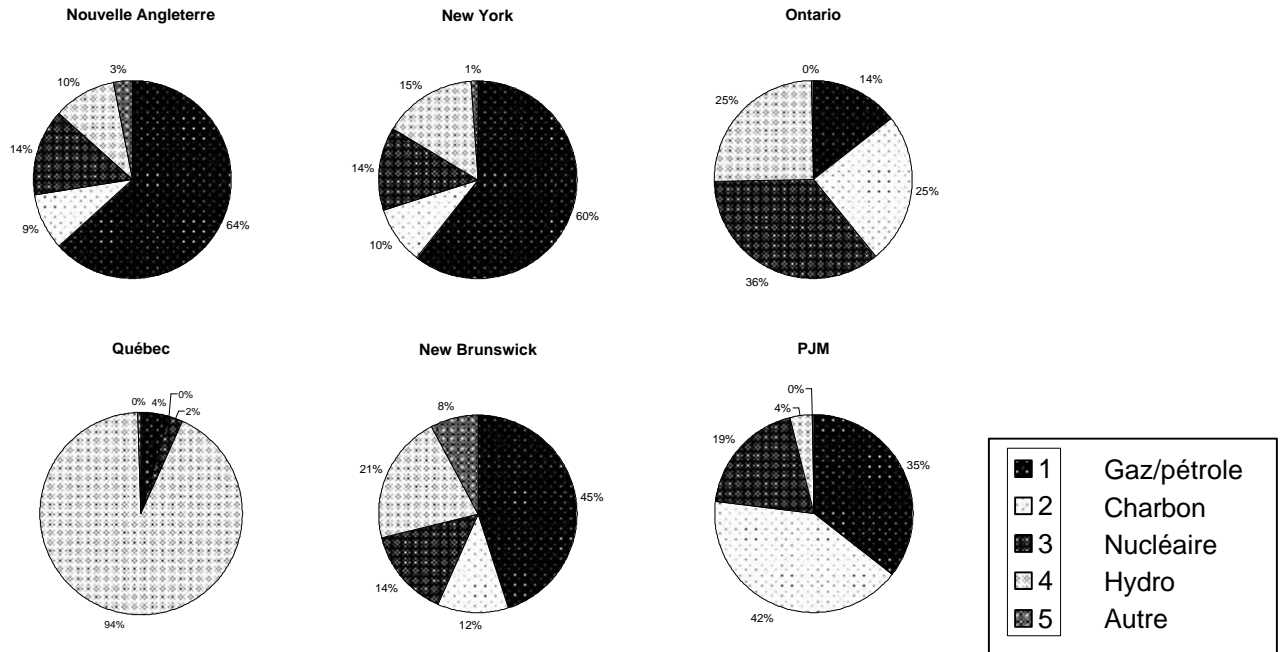 Nouvelle Angleterre
3%
10%
14%
9%
64%
New York
1%
15%
14%
10%
60%
Ontario
0%
14%
25%
25%
36%
Québec
0%
4%
0%
2%
94%
New Brunswick
8%
21%
45%
14%
12%
PJM
0%
4%
19%
35%
42%
1 Gaz/pétrole
2 Charbon
3 Nucléaire
4 Hydro
5 Autre